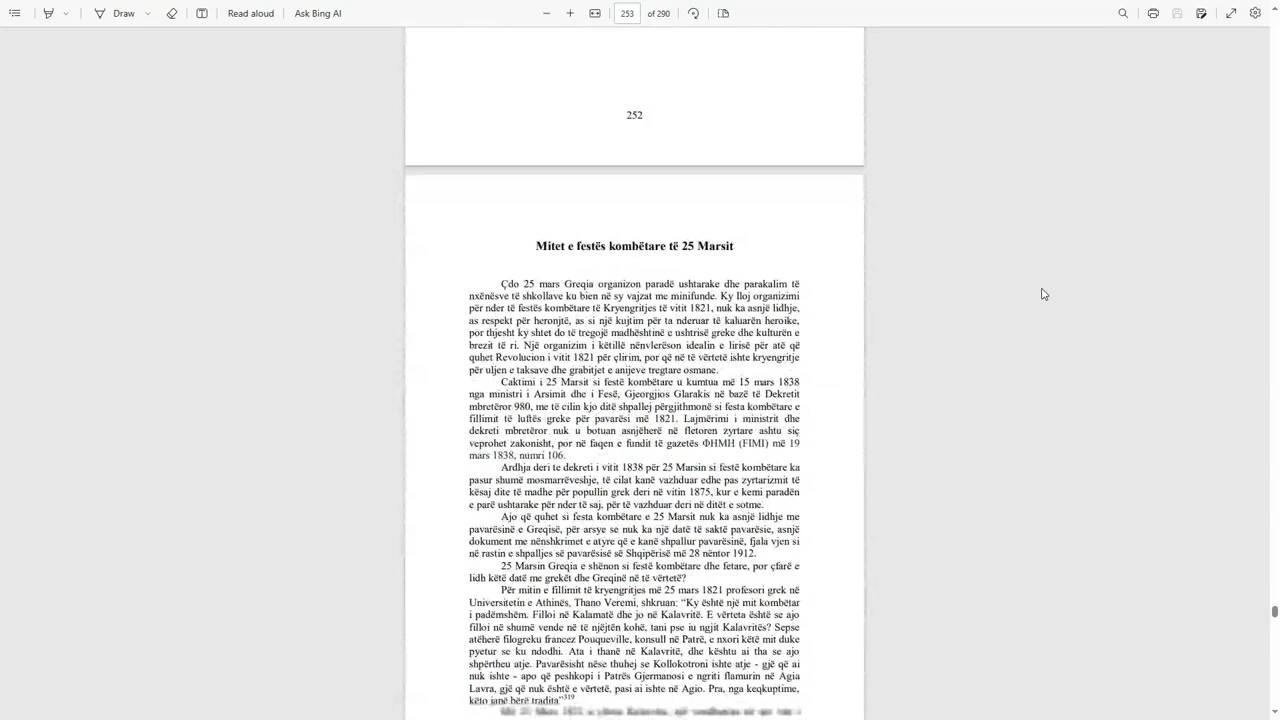 Draw
Read aloud
Ask Bing AI
253 of 290
252
Mitet e festës kombëtare të 25 Marsit
Çdo 25 mars Greqia organizon paradë ushtarake dhe parakalim të
nxënësve të shkollave ku bien në sy vajzat me minifunde. Ky lloj organizimi
për nder të festës kombëtare të Kryengritjes të vitit 1821, nuk ka asnjë lidhje,
as respekt për heronjtë, as si një kujtim për ta nderuar të kaluarën heroike,
por thjesht ky shtet do të tregojë madhështinë e ushtrisë greke dhe kulturën e
brezit të ri. Një organizim i këtillë nënvlerëson idealin e lirisë për atë që
quhet Revolucion i vitit 1821 për çlirim, por që në të vërtetë ishte kryengritje
për uljen e taksave dhe grabitjet e anijeve tregtare osmane.
Caktimi i 25 Marsit si festë kombëtare u kumtua më 15 mars 1838
nga ministri i Arsimit dhe i Fesë, Gjeorgjios Glarakis në bazë të Dekretit
mbretëror 980, me të cilin kjo ditë shpallej përgjithmonë si festa kombëtare e
fillimit të luftës greke për pavarësi më 1821. Lajmërimi i ministrit dhe
dekreti mbretëror nuk u botuan asnjëherë në fletoren zyrtare ashtu siç
veprohet zakonisht, por në faqen e fundit të gazetës ΦΗΜΗ (FIMI) më 19
mars 1838, numri 106.
Ardhja deri te dekreti i vitit 1838 për 25 Marsin si festë kombëtare ka
pasur shumë mosmarrëveshje, të cilat kanë vazhduar edhe pas zyrtarizmit të
kësaj dite të madhe për popullin grek deri në vitin 1875, kur e kemi paradën
e parë ushtarake për nder të saj, për të vazhduar deri në ditët e sotme.
Ajo që quhet si festa kombëtare e 25 Marsit nuk ka asnjë lidhje me
pavarësinë e Greqisë, për arsye se nuk ka një datë të saktë pavarësie, asnjë
dokument me nënshkrimet e atyre që e kanë shpallur pavarësinë, fjala vjen si
në rastin e shpalljes së pavarësisë së Shqipërisë më 28 nëntor 1912.
25 Marsin Greqia e shënon si festë kombëtare dhe fetare, por çfarë e
lidh këtë datë me grekët dhe Greqinë në të vërtetë?
Për mitin e fillimit të kryengritjes më 25 mars 1821 profesori grek në
Universitetin e Athinës, Thano Veremi, shkruan: “Ky është një mit kombëtar
i padëmshëm. Filloi në Kalamatë dhe jo në Kalavritë. E vërteta është se ajo
filloi në shumë vende në të njëjtën kohë, tani pse iu ngjit Kalavritës? Sepse
atëherë filogreku francez Pouqueville, konsull në Patrë, e nxori këtë mit duke
pyetur se ku ndodhi. Ata i thanë në Kalavritë, dhe kështu ai tha se ajo
shpërtheu atje. Pavarësisht nëse thuhej se Kollokotroni ishte atje - gjë që ai
nuk ishte - apo që peshkopi i Patrës Gjermanosi e ngriti flamurin në Agia
Lavra, gjë që nuk është e vërtetë, pasi ai ishte në Agio. Pra, nga keqkuptime,
këto janë bërë tradita”319